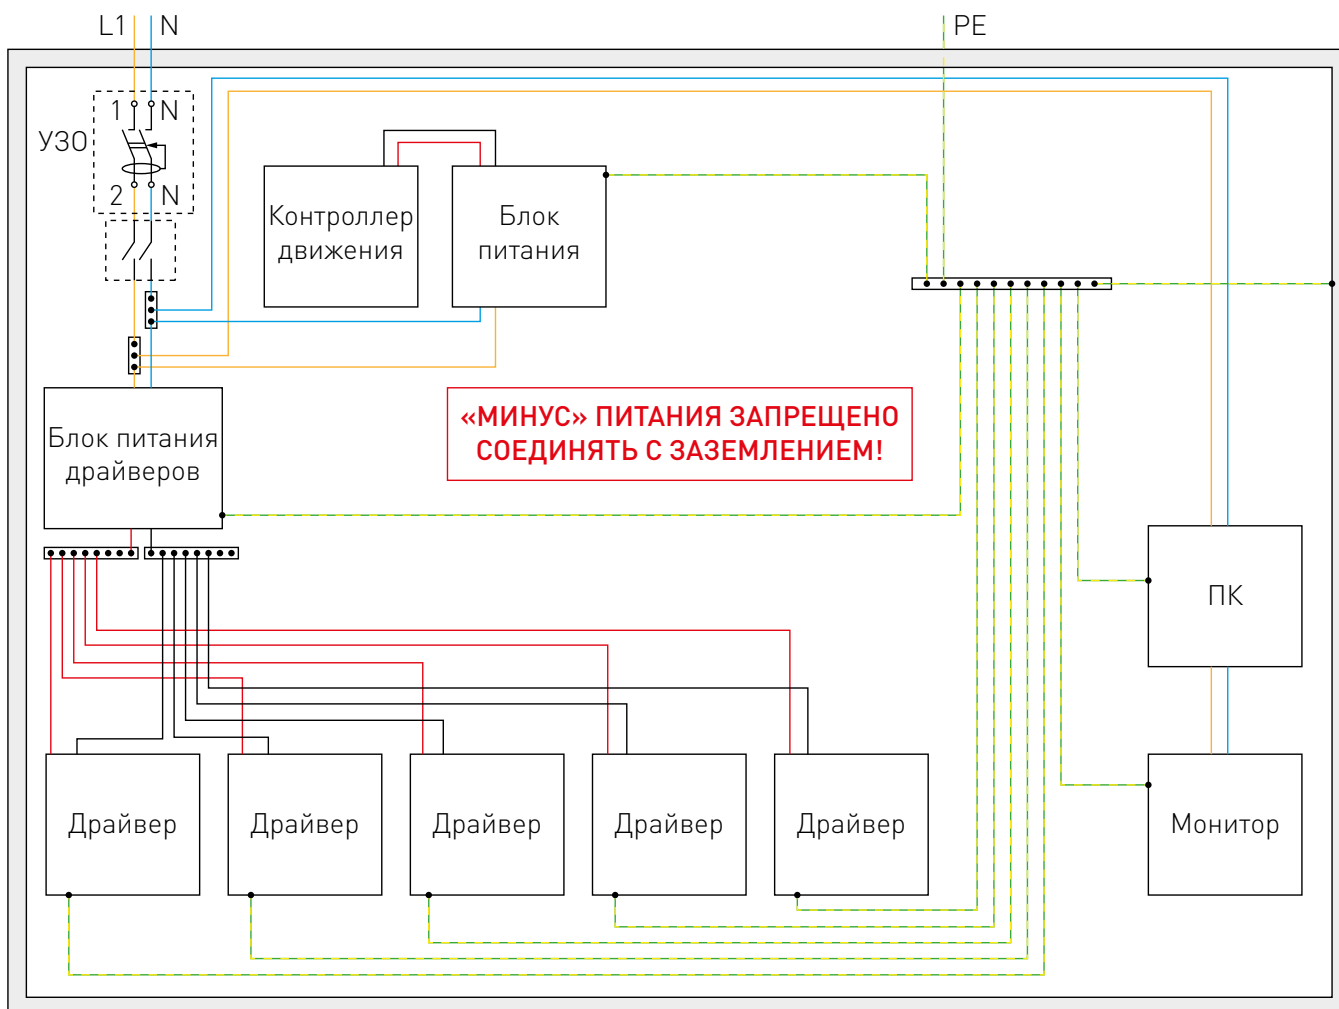 L1 N
PE
1 N
УЗО
2 N
Контроллер
движения
Блок
питания
«МИНУС» ПИТАНИЯ ЗАПРЕЩЕНО
СОЕДИНЯТЬ С ЗАЗЕМЛЕНИЕМ!
Блок питания
драйверов
ПК
Драйвер
Драйвер
Драйвер
Драйвер
Драйвер
Монитор